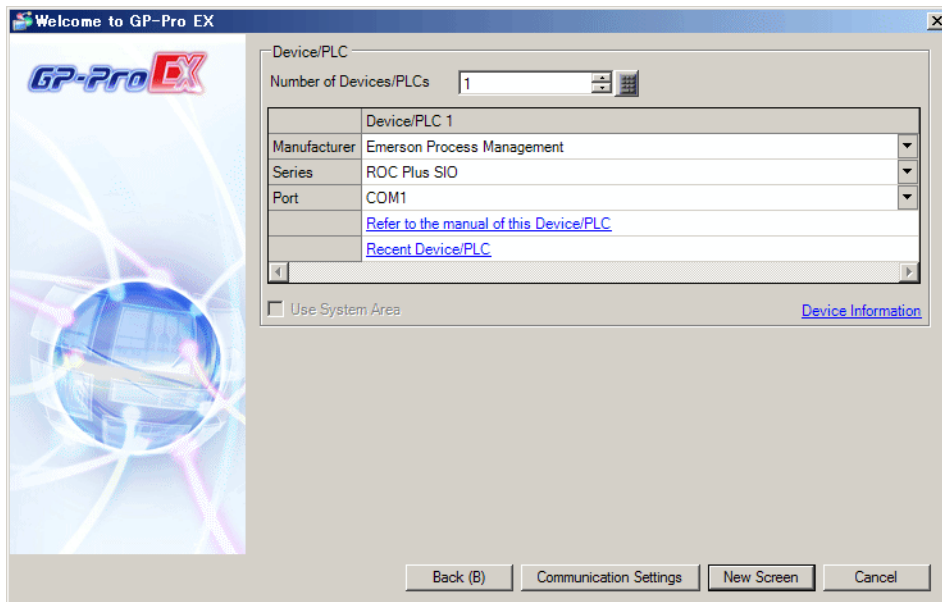 Welcome to GP-Pro EX
GP-Pro EX
Device/PLC
Number of Devices/PLCs 1
Device/PLC 1
Manufacturer Emerson Process Management
Series ROC Plus SIO
Port COM1
Refer to the manual of this Device/PLC
Recent Device/PLC
Use System Area Device Information
Back (B) Communication Settings New Screen Cancel